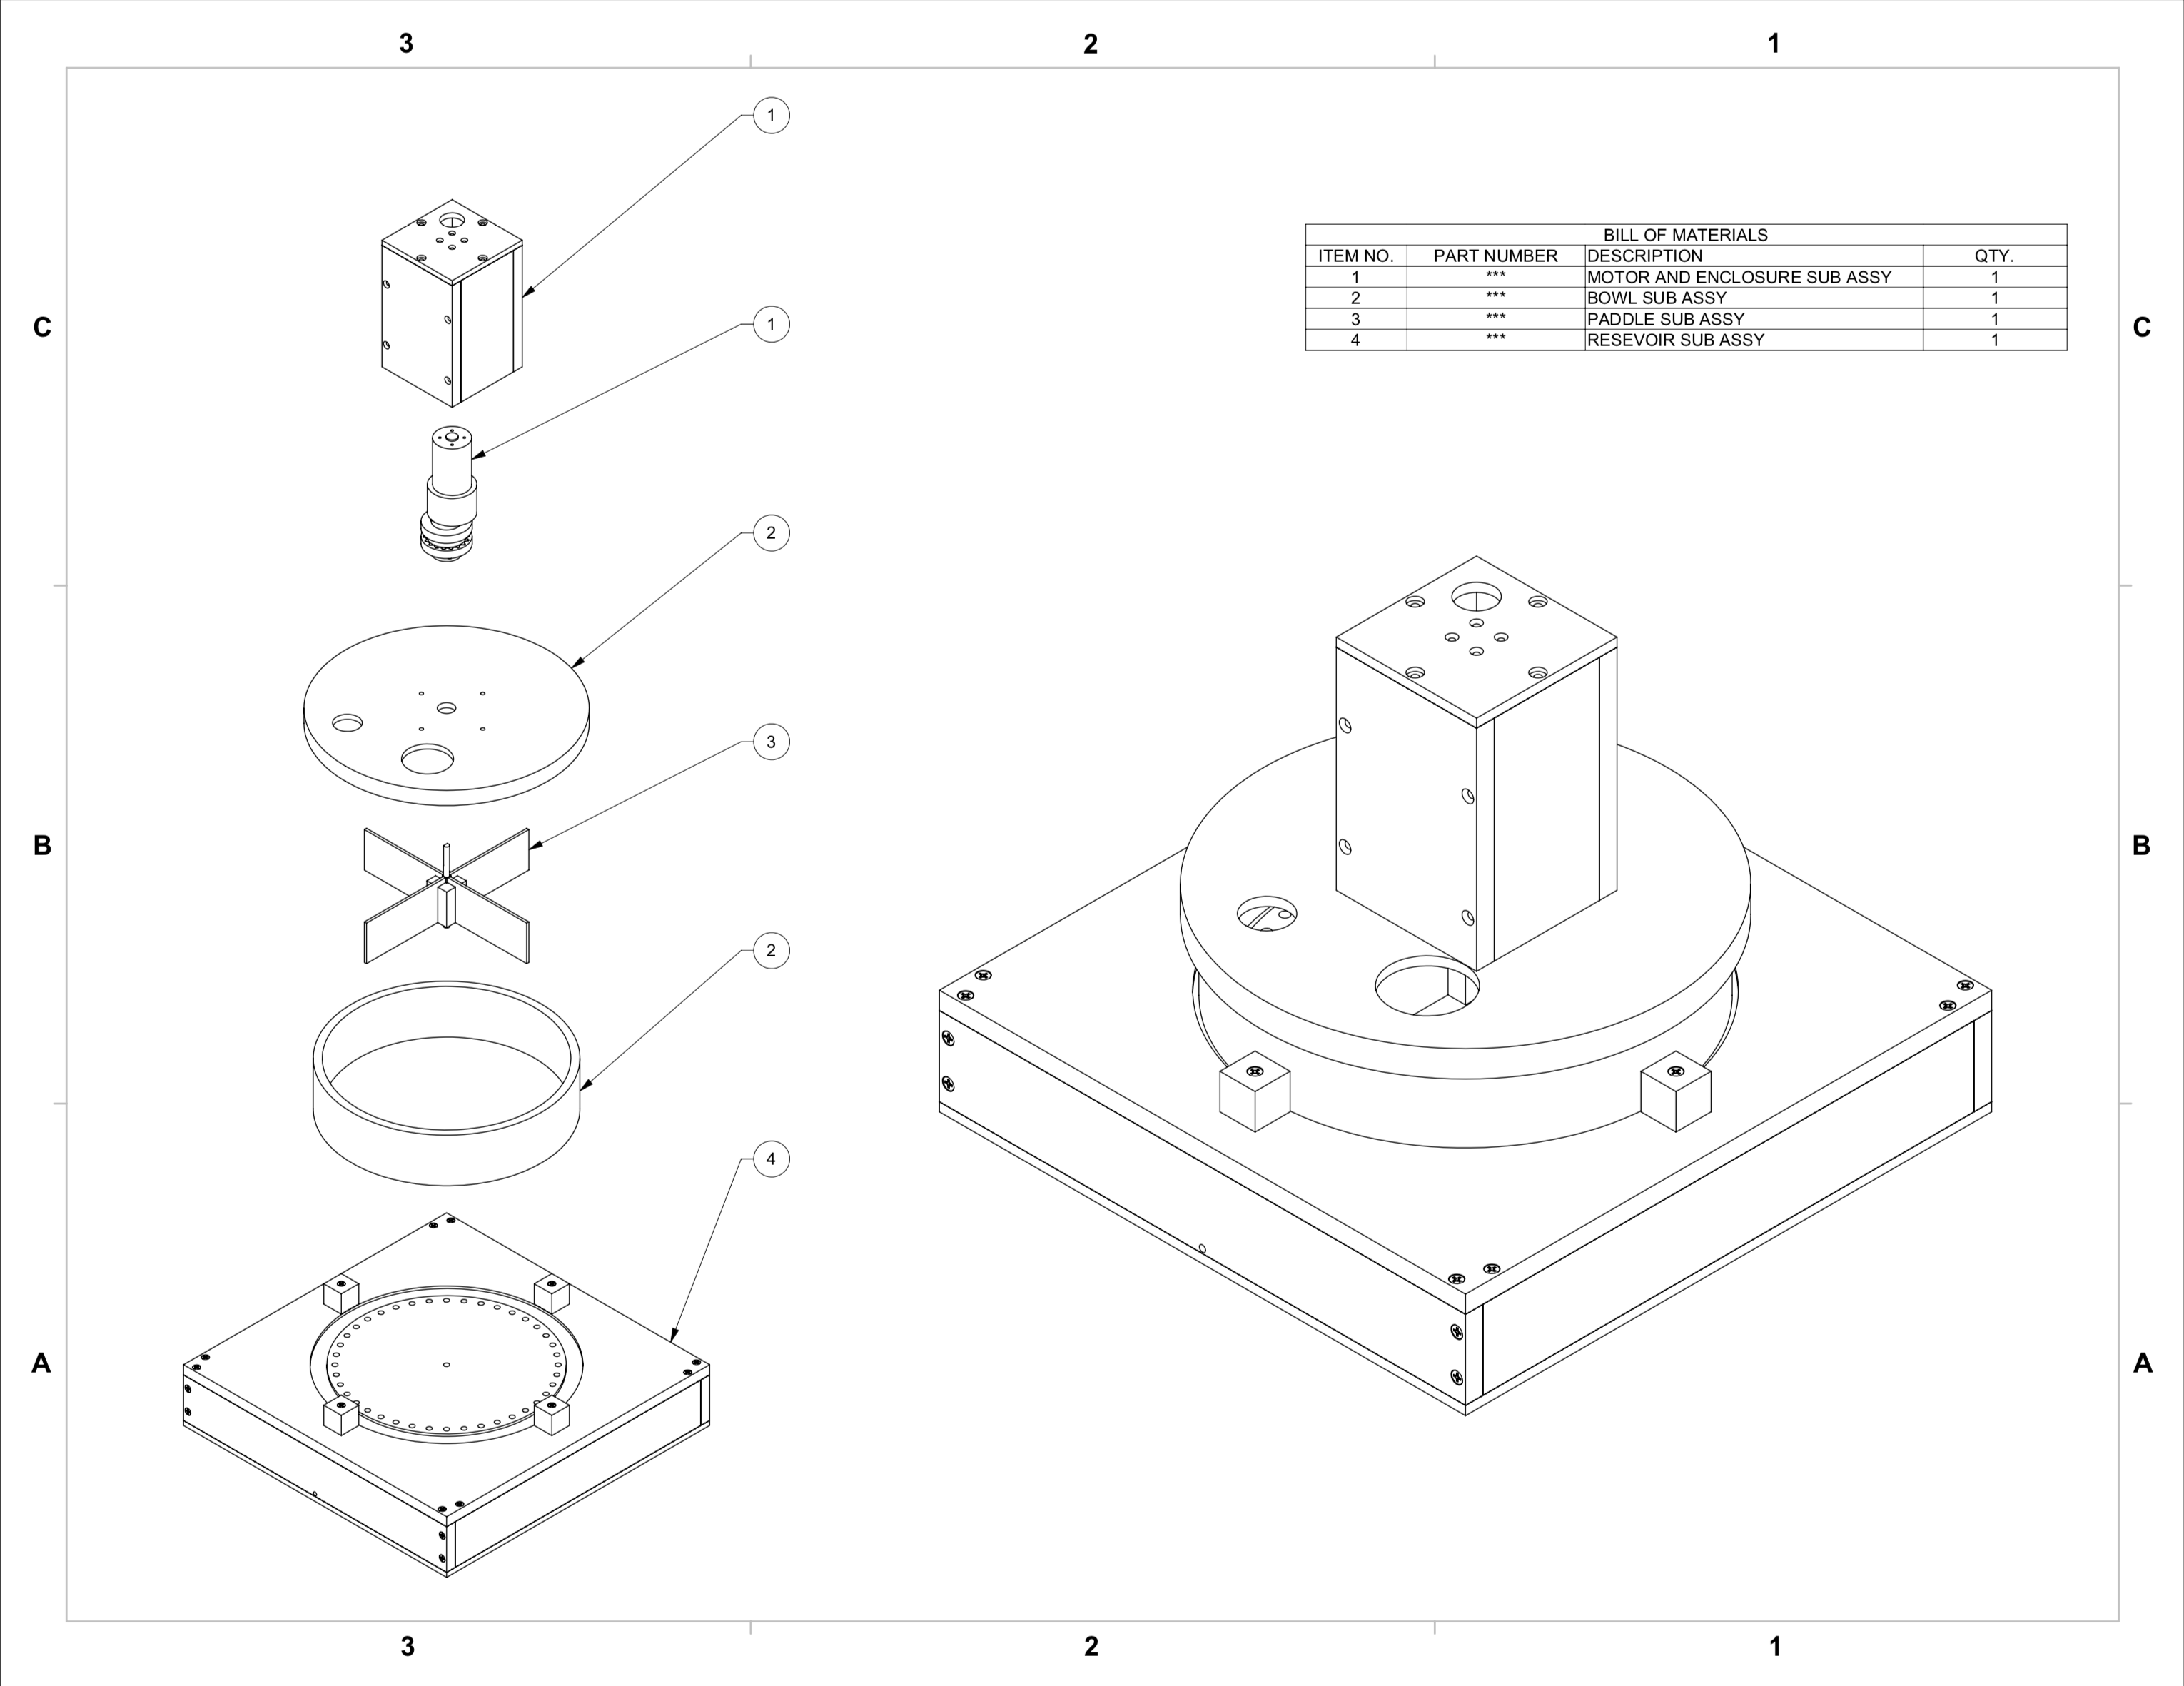 3 2 1
1
C 1 C
BILL OF MATERIALS
ITEM NO. PART NUMBER DESCRIPTION QTY.
1 *** MOTOR AND ENCLOSURE SUB ASSY 1
2 *** BOWL SUB ASSY 1
3 *** PADDLE SUB ASSY 1
4 *** RESEVOIR SUB ASSY 1
2
3
B B
2
4
A A
3 2 1